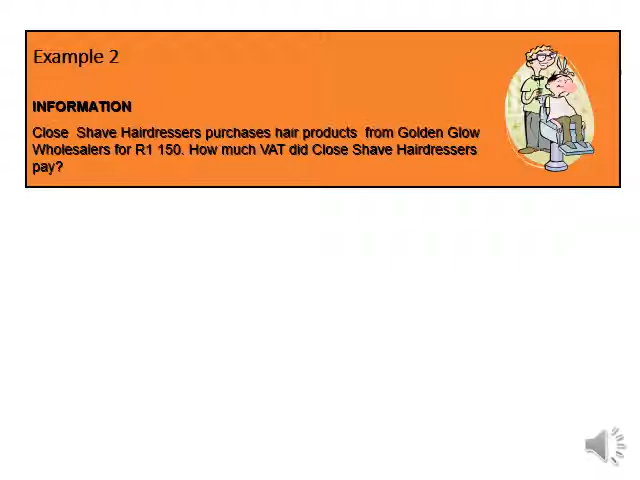 Example 2
INFORMATION
Close Shave Hairdressers purchases hair products from Golden Glow
Wholesalers for R1 150. How much VAT did Close Shave Hairdressers
pay?